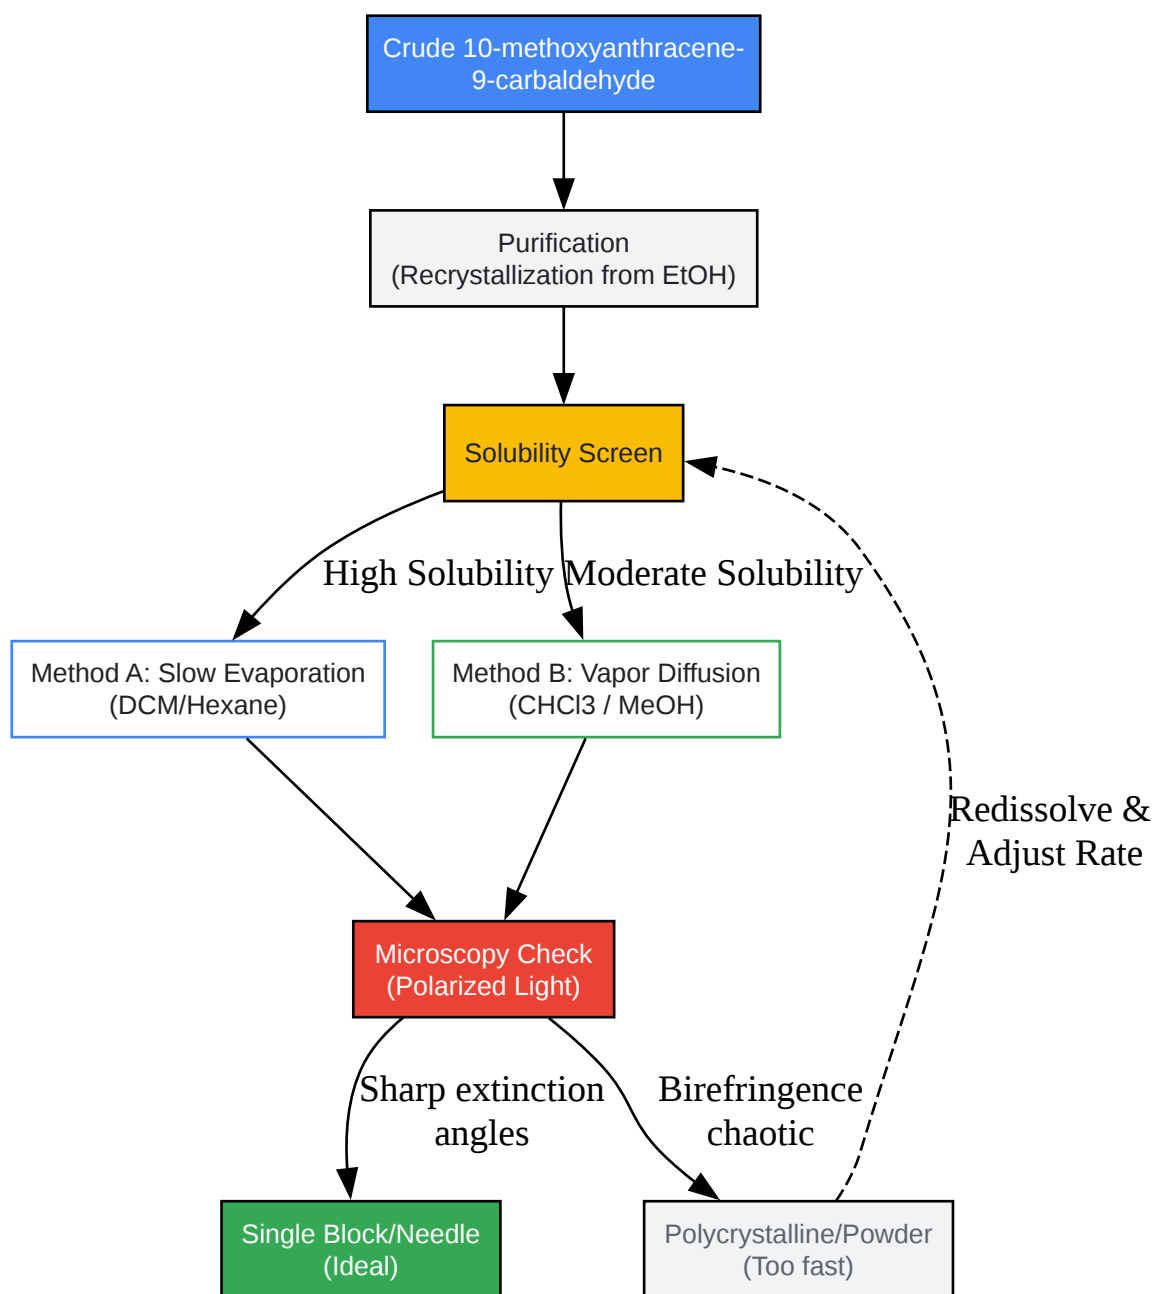 Crude 10-methoxyanthracene-
9-carbaldehyde
Purification
(Recrystallization from EtOH)
Solubility Screen
High Solubility
Moderate Solubility
Method A: Slow Evaporation
(DCM/Hexane)
Method B: Vapor Diffusion
(CHCl3 / MeOH)
Redissolve &
Adjust Rate
Microscopy Check
(Polarized Light)
Sharp extinction
angles
Birefringence
chaotic
Single Block/Needle
(Ideal)
Polycrystalline/Powder
(Too fast)